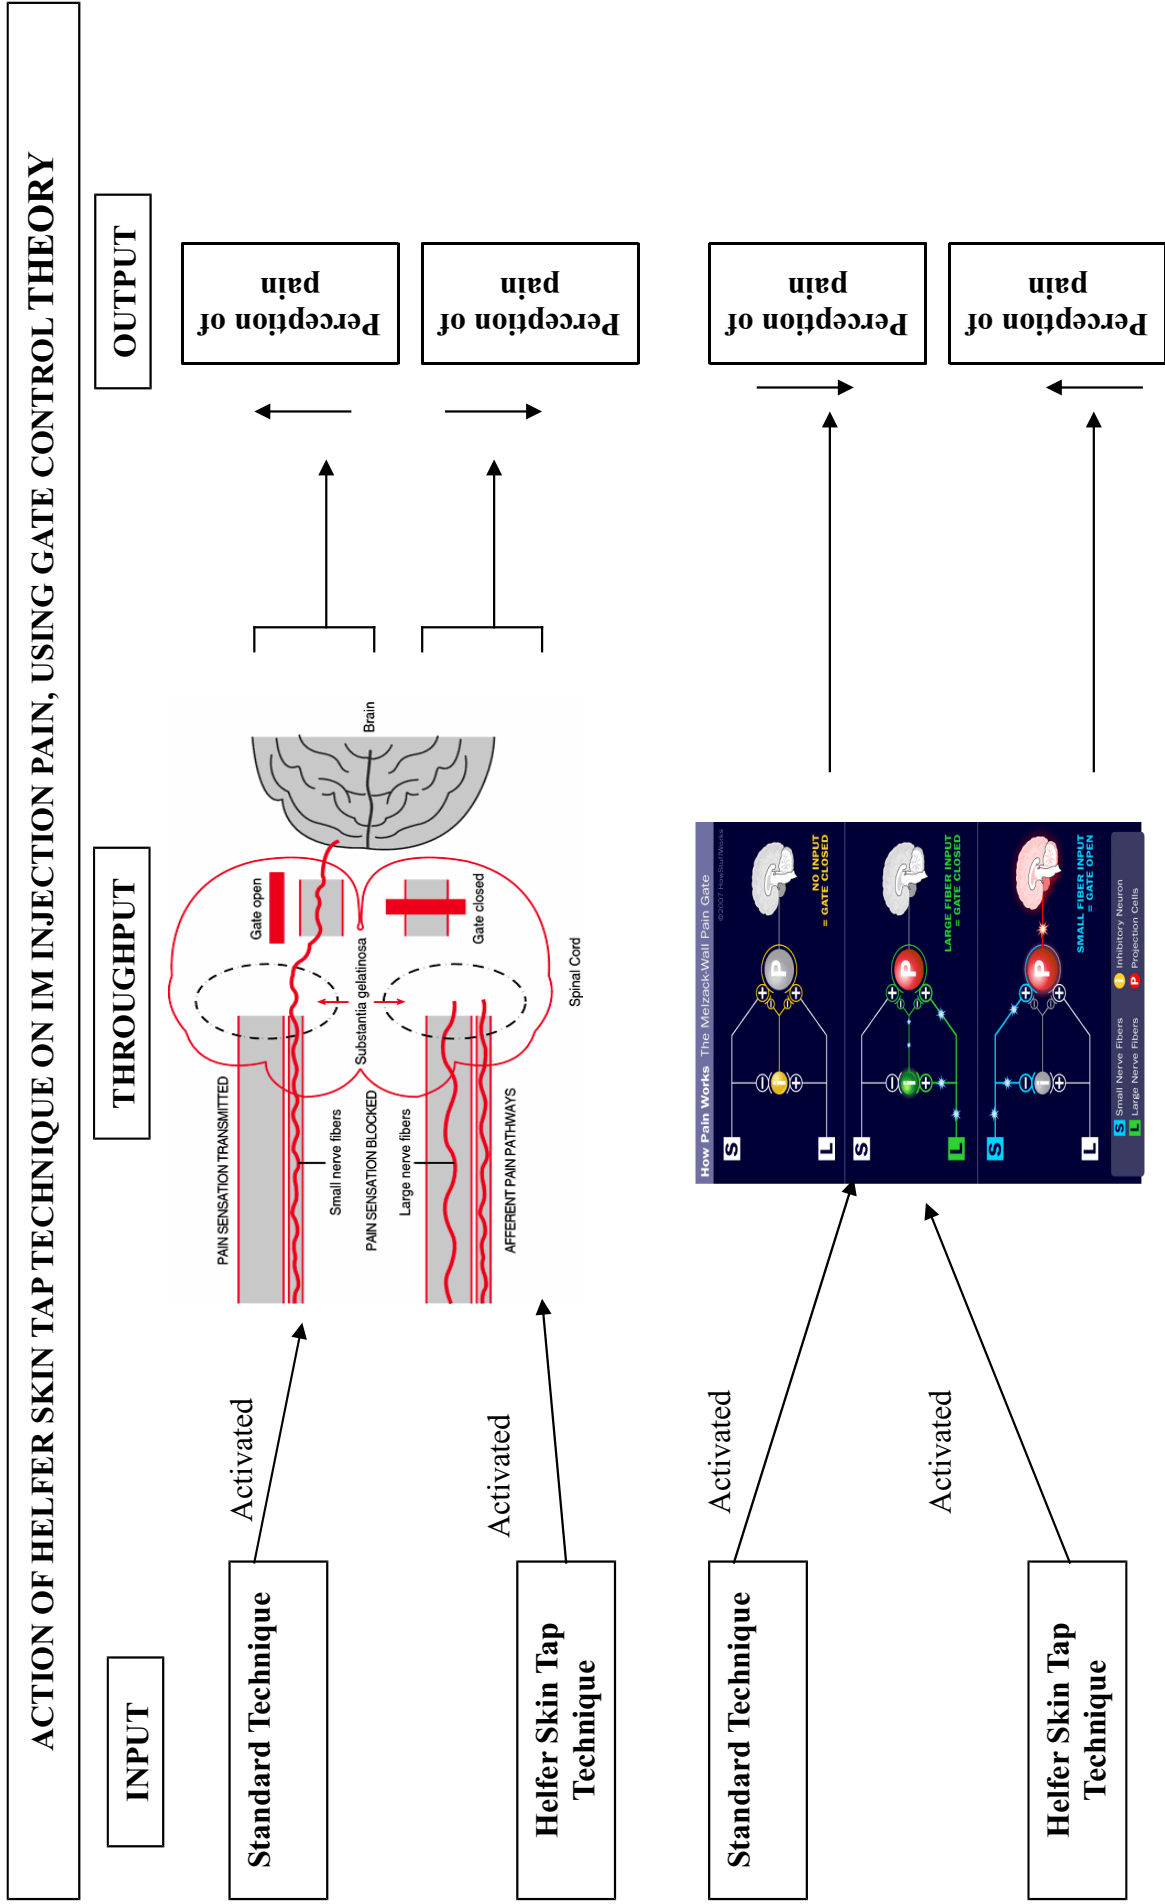 ACTION OF HELFER SKIN TAP TECHNIQUE ON IM INJECTION PAIN, USING GATE CONTROL THEORY
INPUT
THROUGHPUT
OUTPUT
Standard Technique
Activated
PAIN SENSATION TRANSMITTED
Small nerve fibers
PAIN SENSATION BLOCKED
Large nerve fibers
AFFERENT PAIN PATHWAYS
Substantia gelatinosa
Gate open
Gate closed
Spinal Cord
Brain
Perception of
pain
Helfer Skin Tap
Technique
Activated
Perception of
pain
Standard Technique
Activated
How Pain Works The Melzack-Wall Pain Gate
©2007 HowStuffWorks
S
L
i
P
NO INPUT
= GATE CLOSED
S
L
i
P
LARGE FIBER INPUT
= GATE CLOSED
S
L
i
P
SMALL FIBER INPUT
= GATE OPEN
S Small Nerve Fibers
I Inhibitory Neuron
L Large Nerve Fibers
P Projection Cells
Perception of
pain
Helfer Skin Tap
Technique
Activated
Perception of
pain